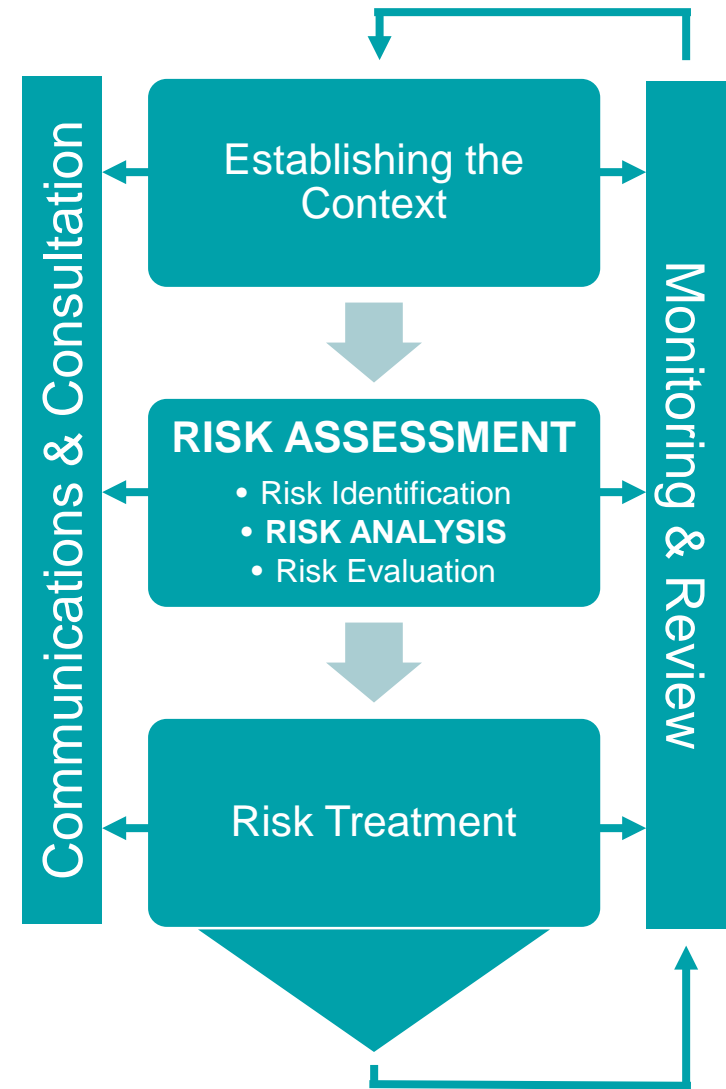 Communications & Consultation
Establishing the
Context
RISK ASSESSMENT
• Risk Identification
• RISK ANALYSIS
• Risk Evaluation
Risk Treatment
Monitoring & Review